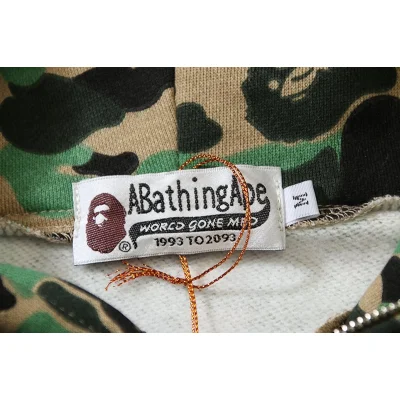 ABathingApe
WORLD GONE MAD
1993 TO 2093
®